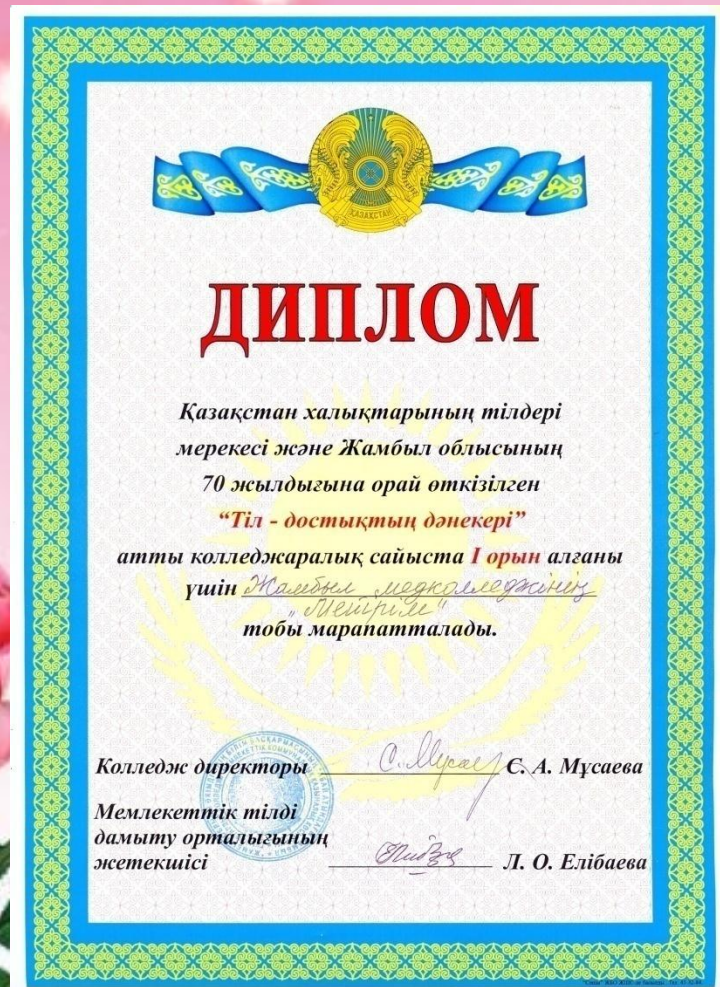 ҚАЗАҚСТАН
ДИПЛОМ
Қазақстан халықтарының тілдері
мерекесі және Жамбыл облысының
70 жылдығына орай өткізілген
“Тіл - достықтың дәнекері”
атты колледжаралық сайыста І орын алғаны
үшін Жамбыл медколледжінің
"Мейірім"
тобы марапатталады.
Колледж директоры С. Мұсаева С. А. Мұсаева
Мемлекеттік тілді
дамыту орталығының
жетекшісі Л. О. Елібаева